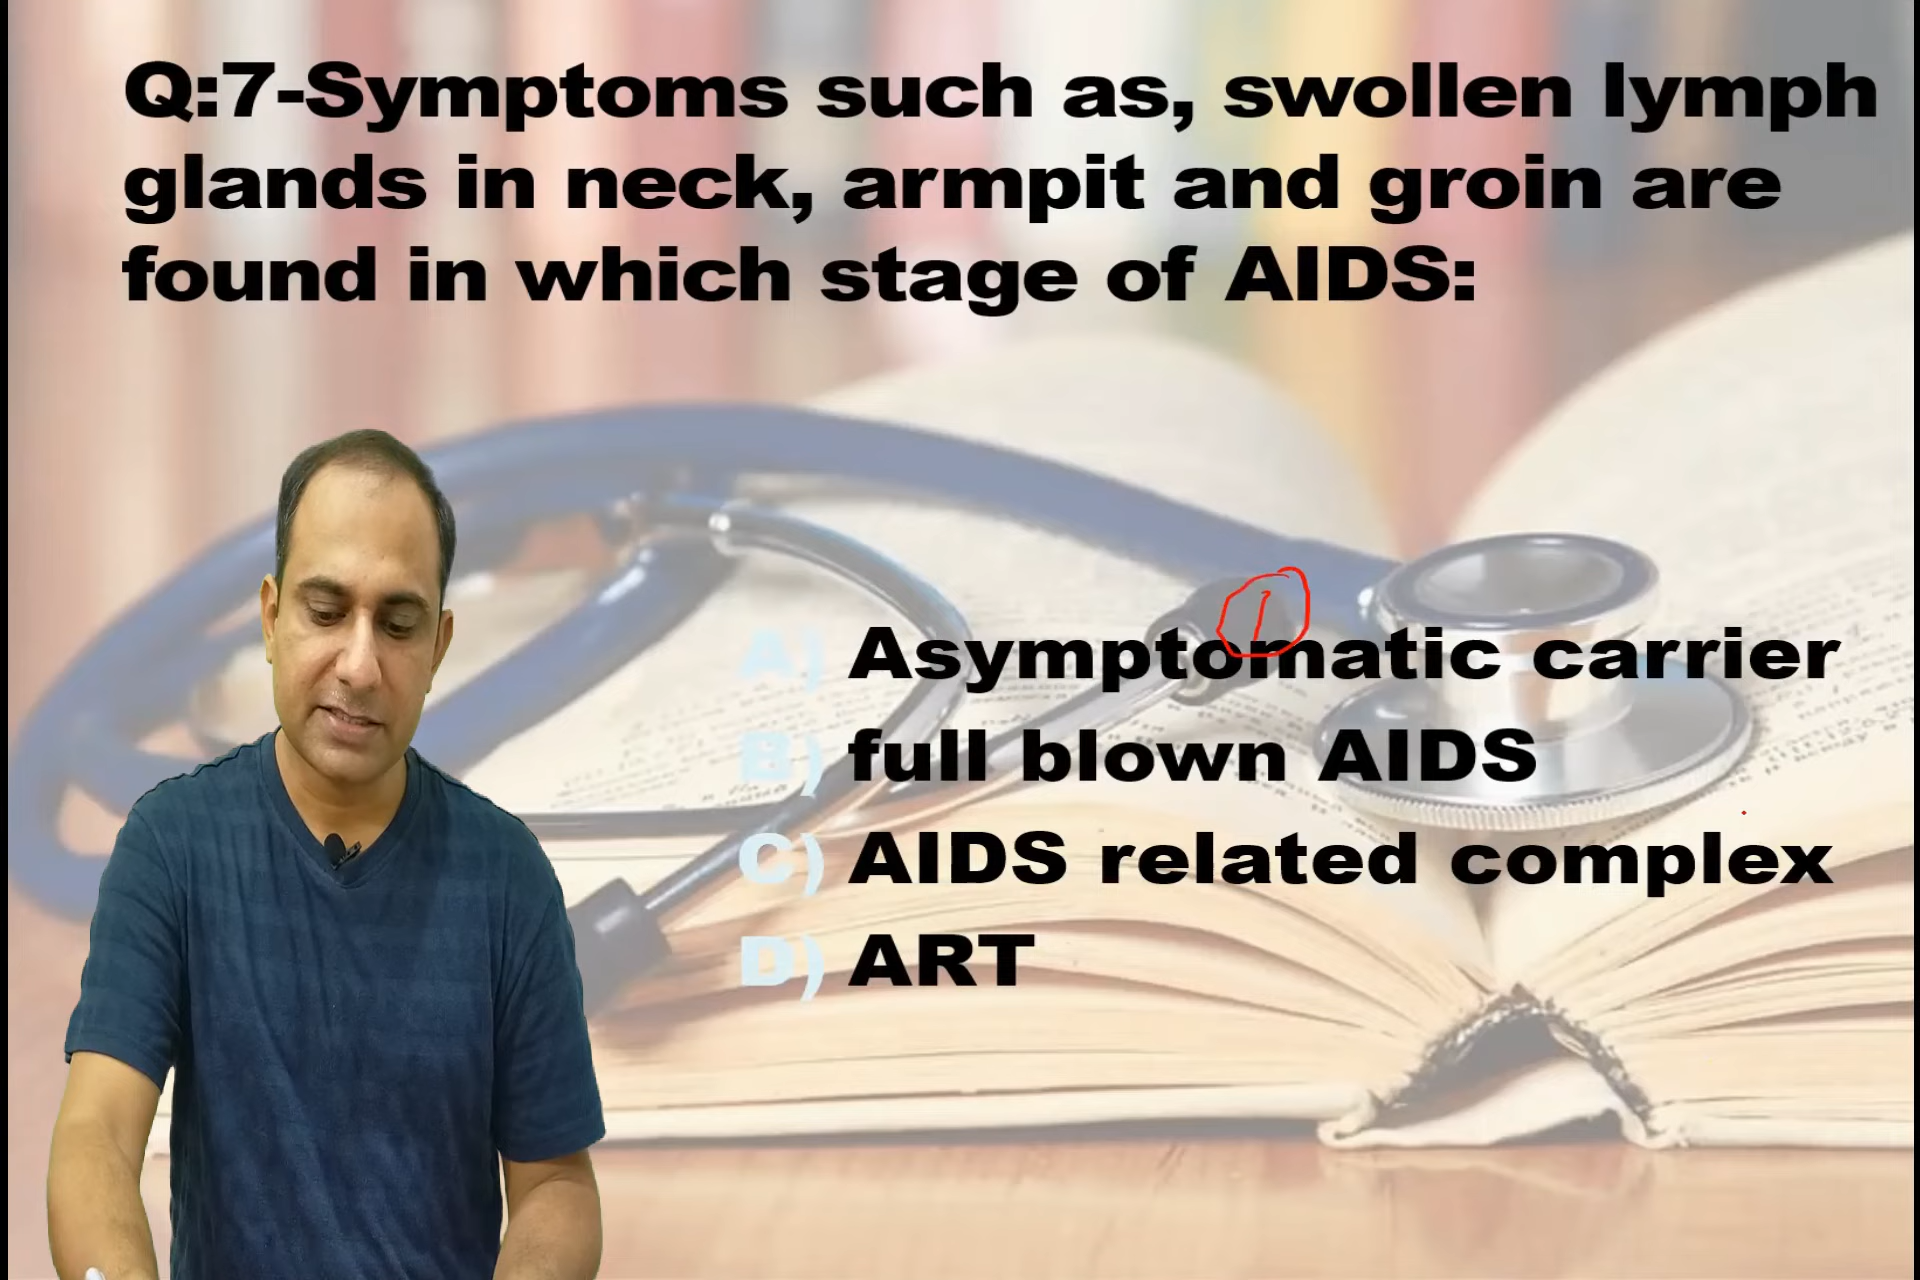 Q:7-Symptoms such as, swollen lymph
glands in neck, armpit and groin are
found in which stage of AIDS:
1
A) Asymptomatic carrier
B) full blown AIDS
C) AIDS related complex
D) ART